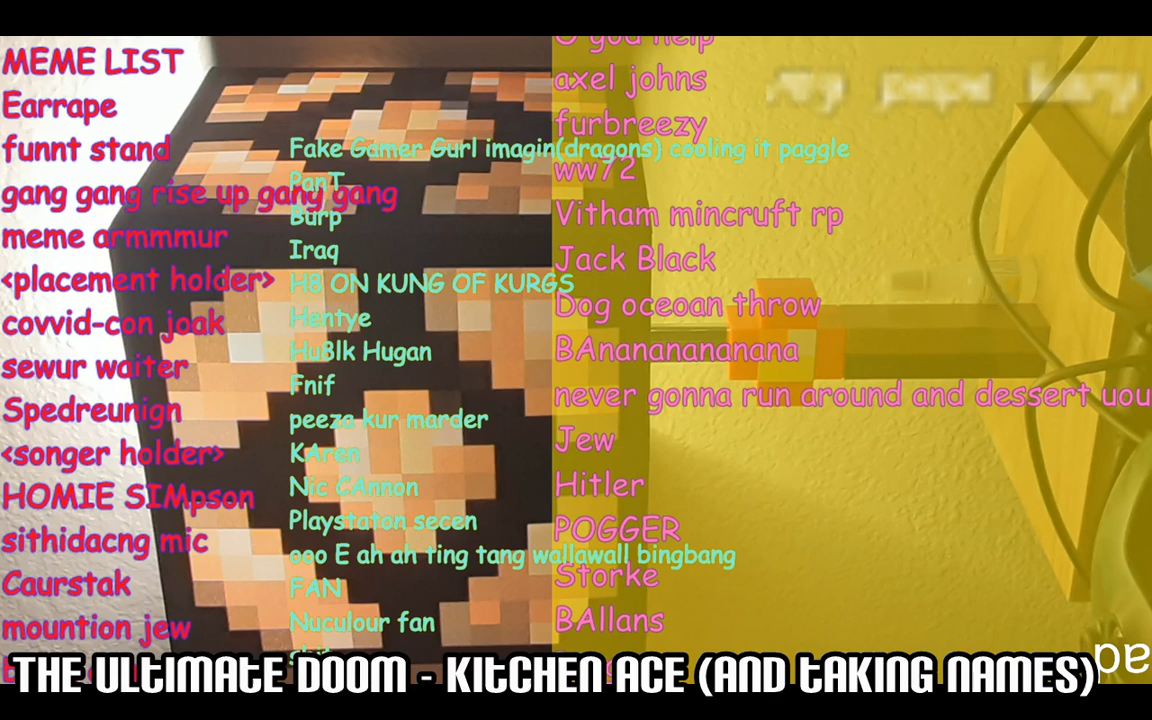 MEME LIST
Earrape
funnt stand
gang gang rise up gang gang
meme armmmur
<placement holder>
covvid-con joak
sewur waiter
Spedreunign
<songer holder>
HOMIE SIMpson
sithidacng mic
Caurstak
mountion jew
Fake Gamer Gurl imagin(dragons) cooling it paggle
PanT
Burp
Iraq
H8 ON KUNG OF KURGS
Hentye
Hu8lk Hugan
Fnif
peeza kur marder
KAren
Nic CAnnon
Playstaton secen
ooo E ah ah ting tang wallawall bingbang
FAN
Nuculour fan
O god help
axel johns
furbreezy
ww72
Vitham mincruft rp
Jack Black
Dog oceoan throw
BAnanananana​nana
never gonna run around and dessert uou
Jew
Hitler
POGGER
Storke
BAllans
THE ULTIMATE DOOM - KITCHEN ACE (AND TAKING NAMES)